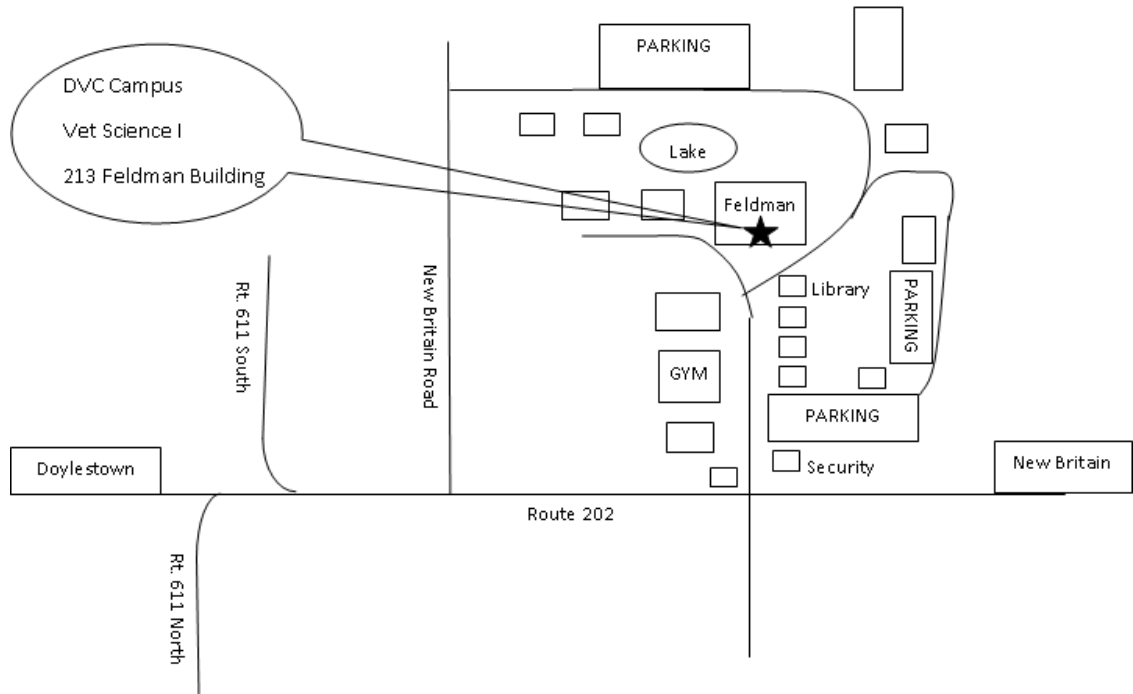 DVC Campus
Vet Science I
213 Feldman Building
PARKING
Lake
Feldman
Library
PARKING
Rt. 611 South
New Britain Road
GYM
PARKING
Doylestown
Security
New Britain
Route 202
Rt. 611 North